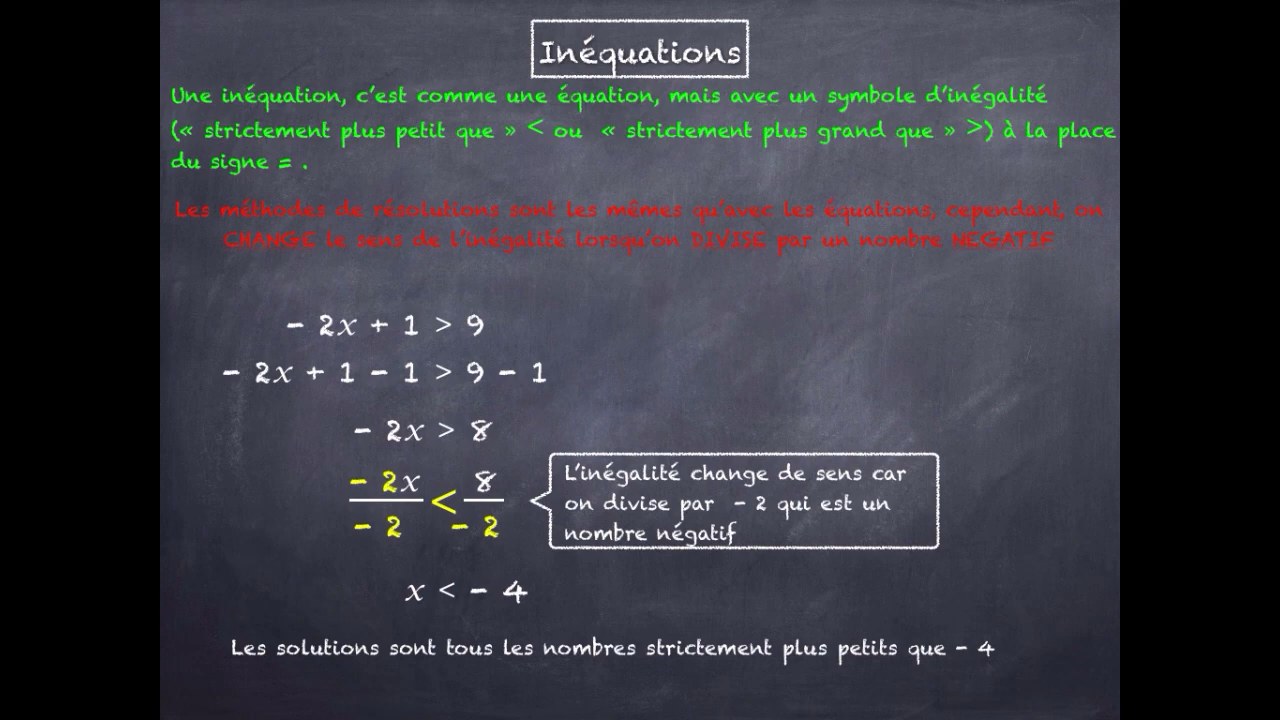 Inéquations
Une inéquation, c'est comme une équation, mais avec un symbole d'inégalité
(« strictement plus petit que » < ou « strictement plus grand que » >) à la place
du signe = .
Les méthodes de résolutions sont les mêmes qu'avec les équations, cependant, on
CHANGE le sens de l'inégalité lorsqu'on DIVISE par un nombre NEGATIF
- 2x + 1 > 9
- 2x + 1 - 1 > 9 - 1
- 2x > 8
- 2x / - 2 < 8 / - 2
L'inégalité change de sens car
on divise par - 2 qui est un
nombre négatif
x < - 4
Les solutions sont tous les nombres strictement plus petits que - 4